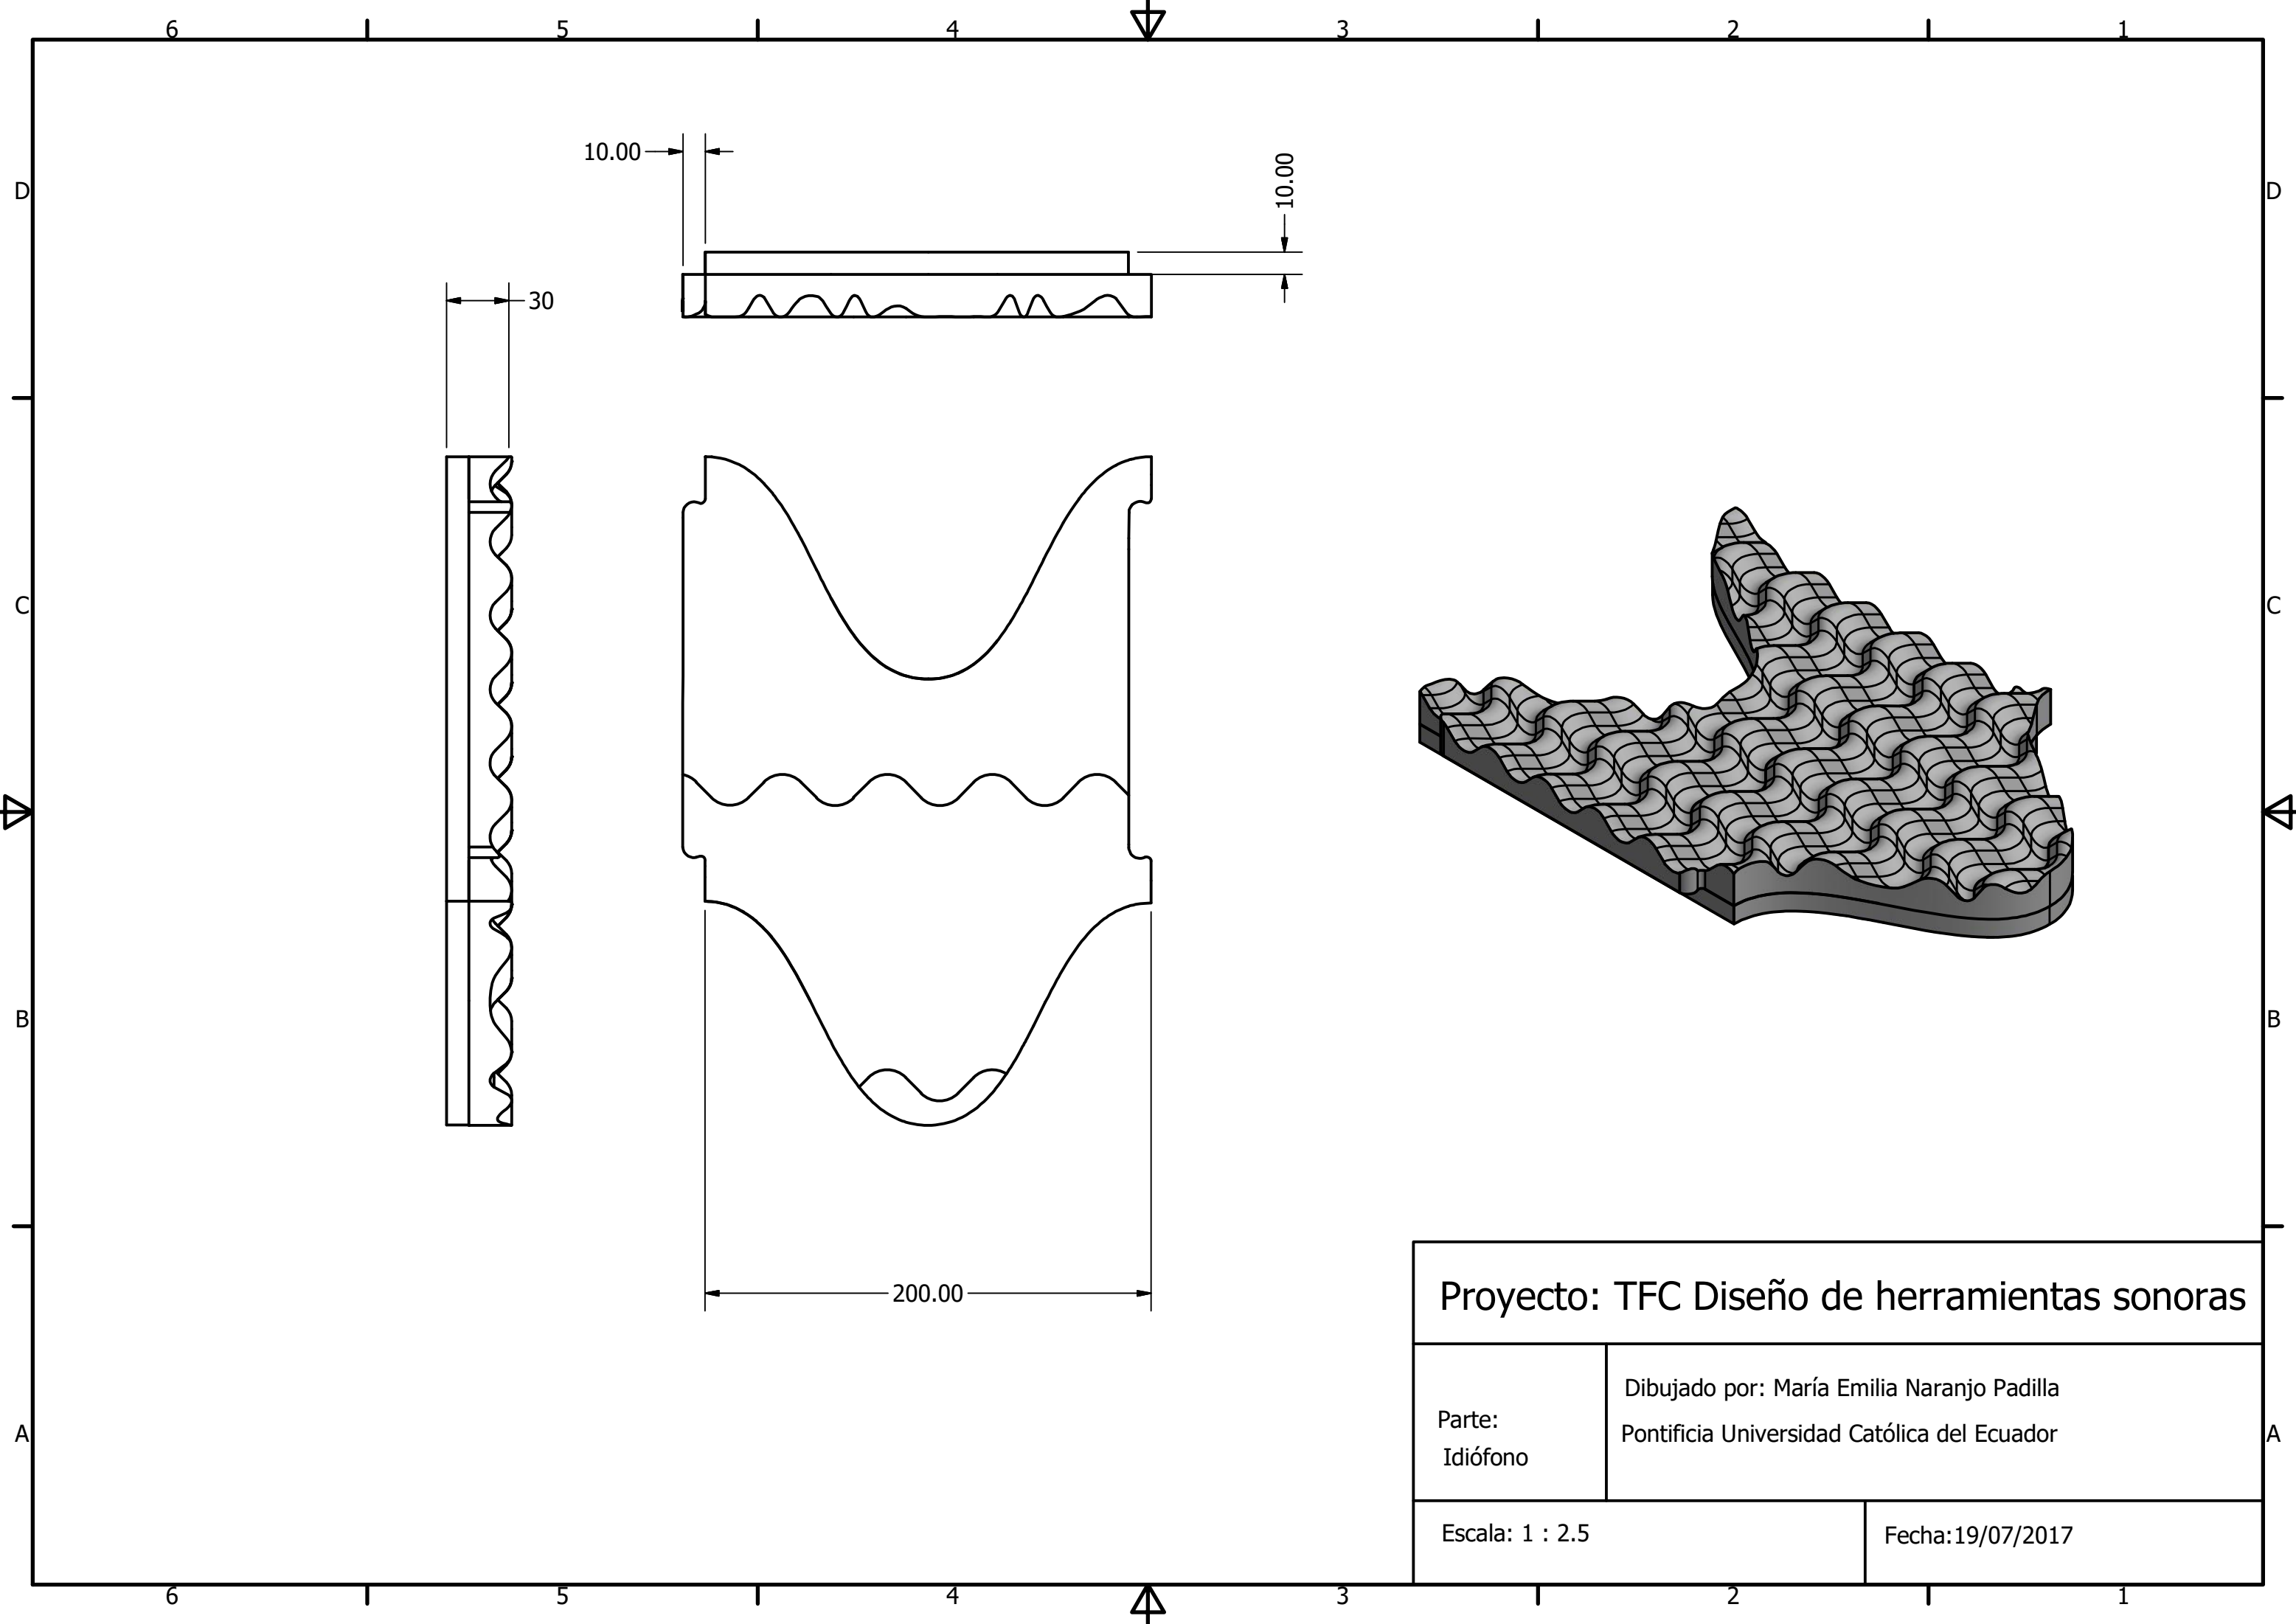 6 5 4 3 2 1
10.00
10.00
D D
30
C C
B B
200.00
Proyecto: TFC Diseño de herramientas sonoras
Dibujado por: María Emilia Naranjo Padilla
Parte:
Idiófono
Pontificia Universidad Católica del Ecuador
A A
Escala: 1 : 2.5
Fecha:19/07/2017
6 5 4 3 2 1